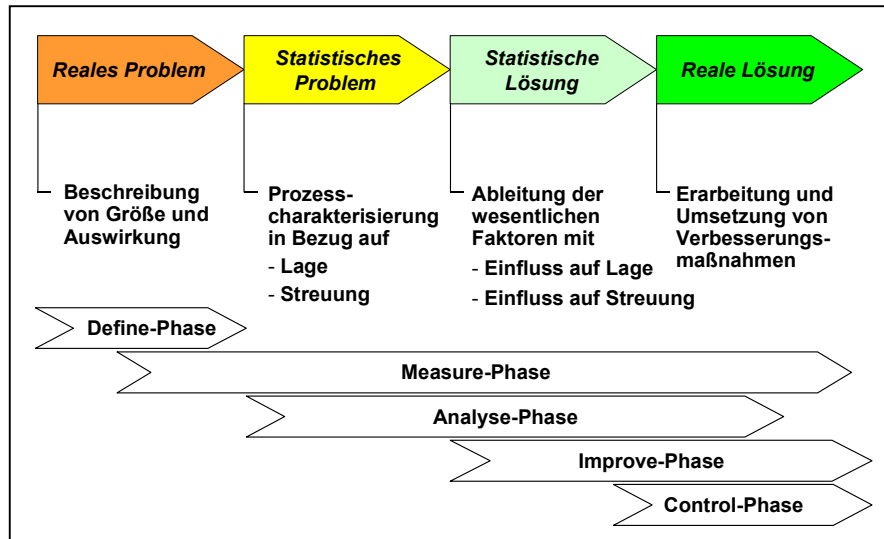 Reales Problem
Statistisches
Problem
Statistische
Lösung
Reale Lösung
Beschreibung
von Größe und
Auswirkung
Prozess-
charakterisierung
in Bezug auf
- Lage
- Streuung
Ableitung der
wesentlichen
Faktoren mit
- Einfluss auf Lage
- Einfluss auf Streuung
Erarbeitung und
Umsetzung von
Verbesserungs-
maßnahmen
Define-Phase
Measure-Phase
Analyse-Phase
Improve-Phase
Control-Phase